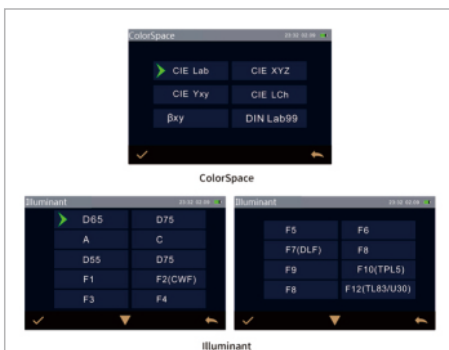 ColorSpace
CIE Lab CIE XYZ
CIE Yxy CIE LCh
βxy DIN Lab99
ColorSpace
Illuminant
D65 D75
A C
D55 D75
F1 F2(CWF)
F3 F4
Illuminant
F5 F6
F7(DLF) F8
F9 F10(TPL5)
F8 F12(TL83/U30)
Illuminant